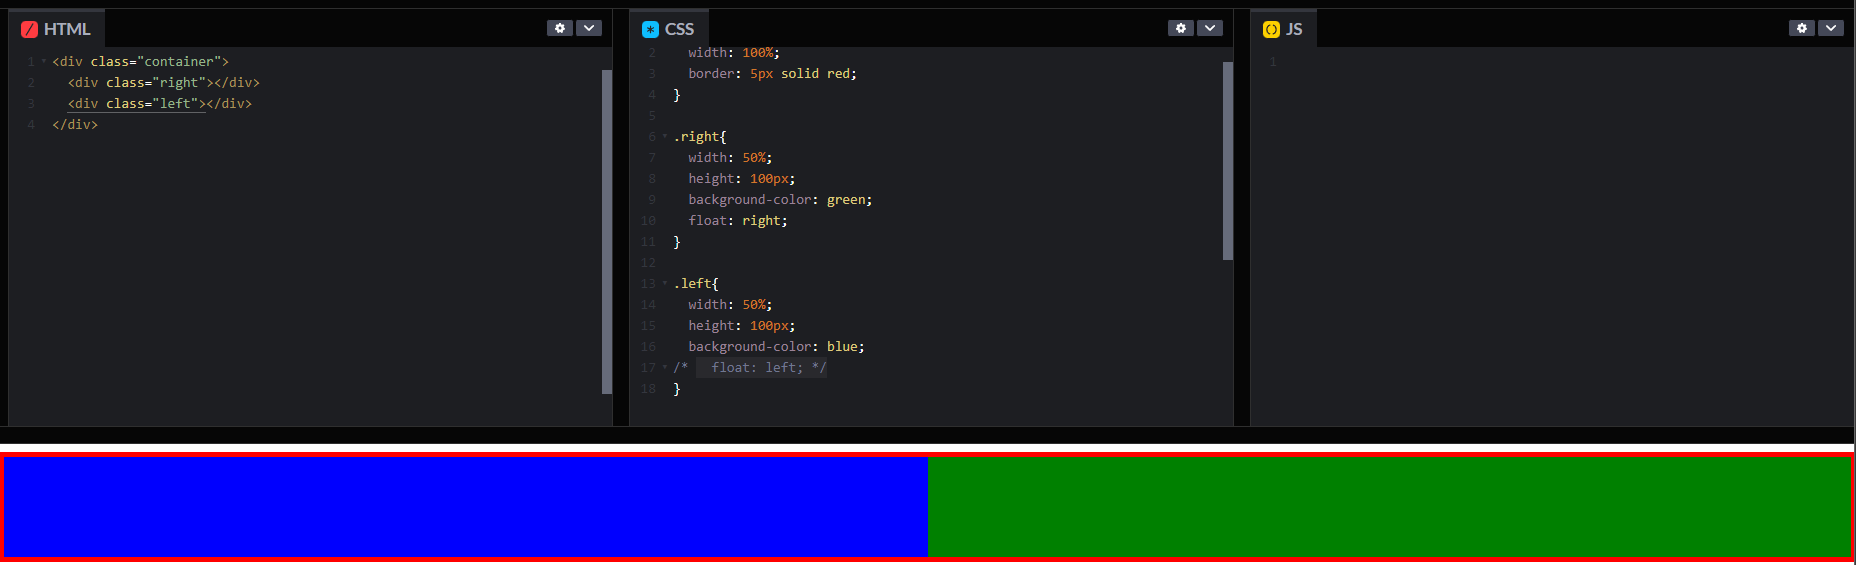 HTML
1 <div class="container">
2 <div class="right"></div>
3 <div class="left"></div>
4 </div>
CSS
2 width: 100%;
3 border: 5px solid red;
4 }
5
6 .right{
7 width: 50%;
8 height: 100px;
9 background-color: green;
10 float: right;
11 }
12
13 .left{
14 width: 50%;
15 height: 100px;
16 background-color: blue;
17 /* float: left; */
18 }
JS
1